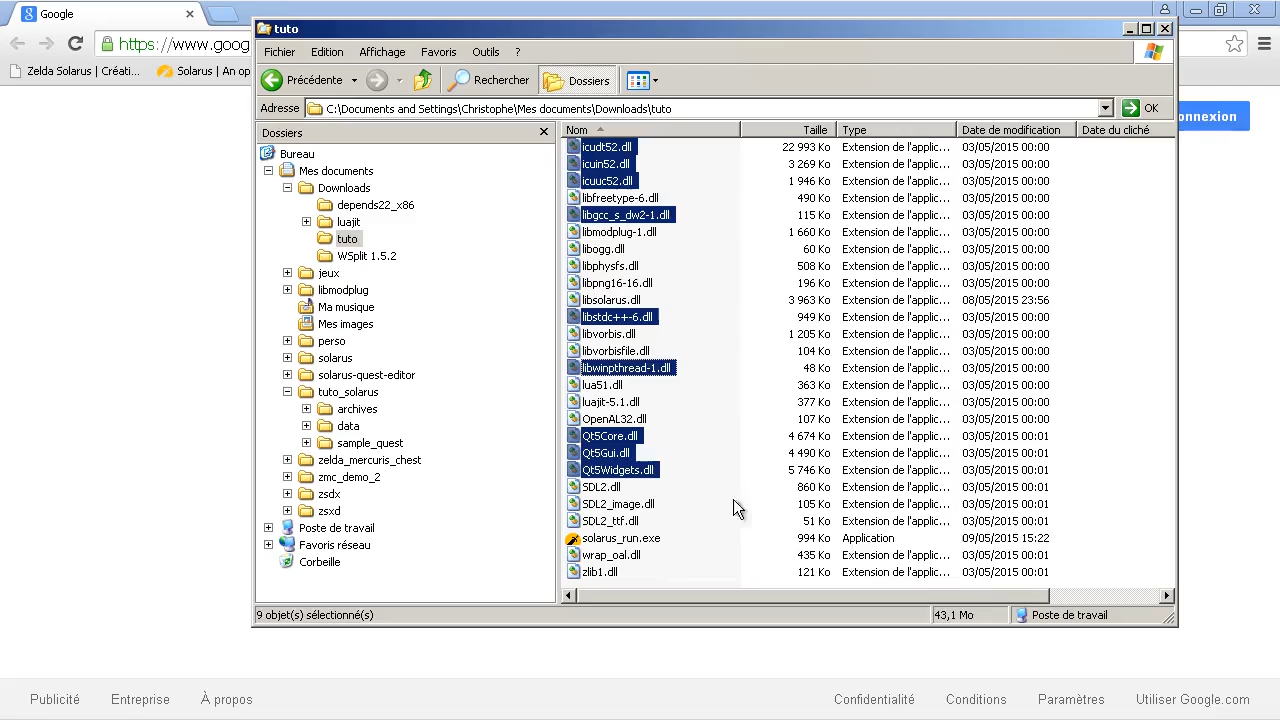 Google
tuto
https://www.goog
Zelda Solarus | Créati...
Solarus | An op
Fichier Edition Affichage Favoris Outils ?
Précédente Rechercher Dossiers
Adresse C:\Documents and Settings\Christophe\Mes documents\Downloads\tuto OK
onnexion
Dossiers
Bureau
Mes documents
Downloads
depends22_x86
luajit
tuto
WSplit 1.5.2
jeux
libmodplug
Ma musique
Mes images
perso
solarus
solarus-quest-editor
tuto_solarus
archives
data
sample_quest
zelda_mercuris_chest
zmc_demo_2
zsdx
zsxd
Poste de travail
Favoris réseau
Corbeille
Nom Taille Type Date de modification Date du cliché
icudt52.dll 22 993 Ko Extension de l'applic... 03/05/2015 00:00
icuin52.dll 3 269 Ko Extension de l'applic... 03/05/2015 00:00
icuuc52.dll 1 946 Ko Extension de l'applic... 03/05/2015 00:00
libfreetype-6.dll 490 Ko Extension de l'applic... 03/05/2015 00:00
libgcc_s_dw2-1.dll 115 Ko Extension de l'applic... 03/05/2015 00:00
libmodplug-1.dll 1 660 Ko Extension de l'applic... 03/05/2015 00:00
libogg.dll 60 Ko Extension de l'applic... 03/05/2015 00:00
libphysfs.dll 508 Ko Extension de l'applic... 03/05/2015 00:00
libpng16-16.dll 196 Ko Extension de l'applic... 03/05/2015 00:00
libsolarus.dll 3 963 Ko Extension de l'applic... 08/05/2015 23:56
libstdc++-6.dll 949 Ko Extension de l'applic... 03/05/2015 00:00
libvorbis.dll 1 205 Ko Extension de l'applic... 03/05/2015 00:00
libvorbisfile.dll 104 Ko Extension de l'applic... 03/05/2015 00:00
libwinpthread-1.dll 48 Ko Extension de l'applic... 03/05/2015 00:00
lua51.dll 363 Ko Extension de l'applic... 03/05/2015 00:00
luajit-5.1.dll 377 Ko Extension de l'applic... 03/05/2015 00:00
OpenAL32.dll 107 Ko Extension de l'applic... 03/05/2015 00:00
Qt5Core.dll 4 674 Ko Extension de l'applic... 03/05/2015 00:01
Qt5Gui.dll 4 490 Ko Extension de l'applic... 03/05/2015 00:01
Qt5Widgets.dll 5 746 Ko Extension de l'applic... 03/05/2015 00:01
SDL2.dll 860 Ko Extension de l'applic... 03/05/2015 00:01
SDL2_image.dll 105 Ko Extension de l'applic... 03/05/2015 00:01
SDL2_ttf.dll 51 Ko Extension de l'applic... 03/05/2015 00:01
solarus_run.exe 994 Ko Application 09/05/2015 15:22
wrap_oal.dll 435 Ko Extension de l'applic... 03/05/2015 00:01
zlib1.dll 121 Ko Extension de l'applic... 03/05/2015 00:01
9 objet(s) sélectionné(s) 43,1 Mo Poste de travail
Publicité Entreprise À propos Confidentialité Conditions Paramètres Utiliser Google.com